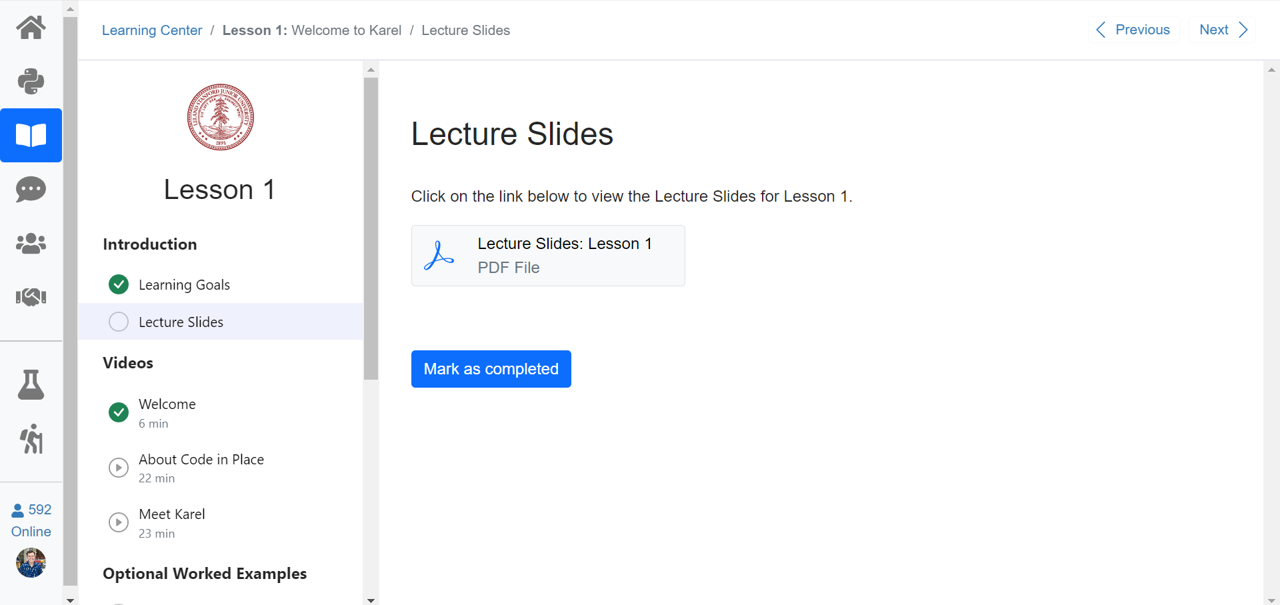 Learning Center / Lesson 1: Welcome to Karel / Lecture Slides
Previous
Next
Lesson 1
Introduction
Learning Goals
Lecture Slides
Videos
Welcome
6 min
About Code in Place
22 min
Meet Karel
23 min
Optional Worked Examples
592
Online
Lecture Slides
Click on the link below to view the Lecture Slides for Lesson 1.
Lecture Slides: Lesson 1
PDF File
Mark as completed